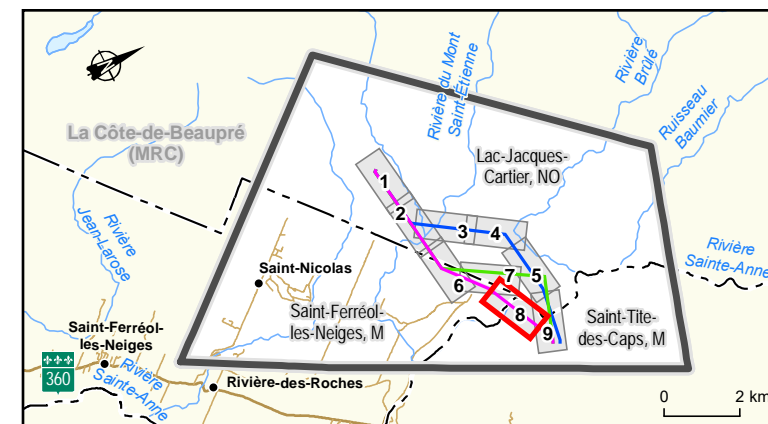 Rivière du Mont
Saint-Étienne
Rivière
Brûlé
Ruisseau
Baumier
La Côte-de-Beaupré
(MRC)
Lac-Jacques-
Cartier, NO
1
2
3
4
5
6
7
8
9
Rivière
Jean-Larose
Rivière
Sainte-Anne
Saint-Nicolas
Saint-Ferréol-
les-Neiges, M
Saint-Tite-
des-Caps, M
Saint-Ferréol-
les-Neiges
360
Rivière
Sainte-Anne
Rivière-des-Roches
0 2 km